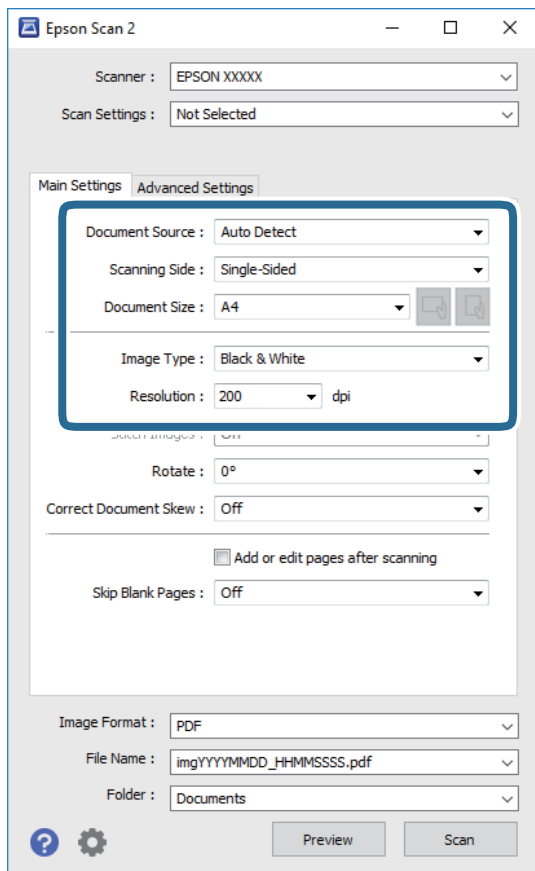 Epson Scan 2
Scanner : EPSON XXXXX
Scan Settings : Not Selected
Main Settings Advanced Settings
Document Source : Auto Detect
Scanning Side : Single-Sided
Document Size : A4
Image Type : Black & White
Resolution : 200 dpi
Stitch Images : On
Rotate : 0°
Correct Document Skew : Off
Add or edit pages after scanning
Skip Blank Pages : Off
Image Format : PDF
File Name : imgYYYYMMDD_HHMMSSSS.pdf
Folder : Documents
? Preview Scan